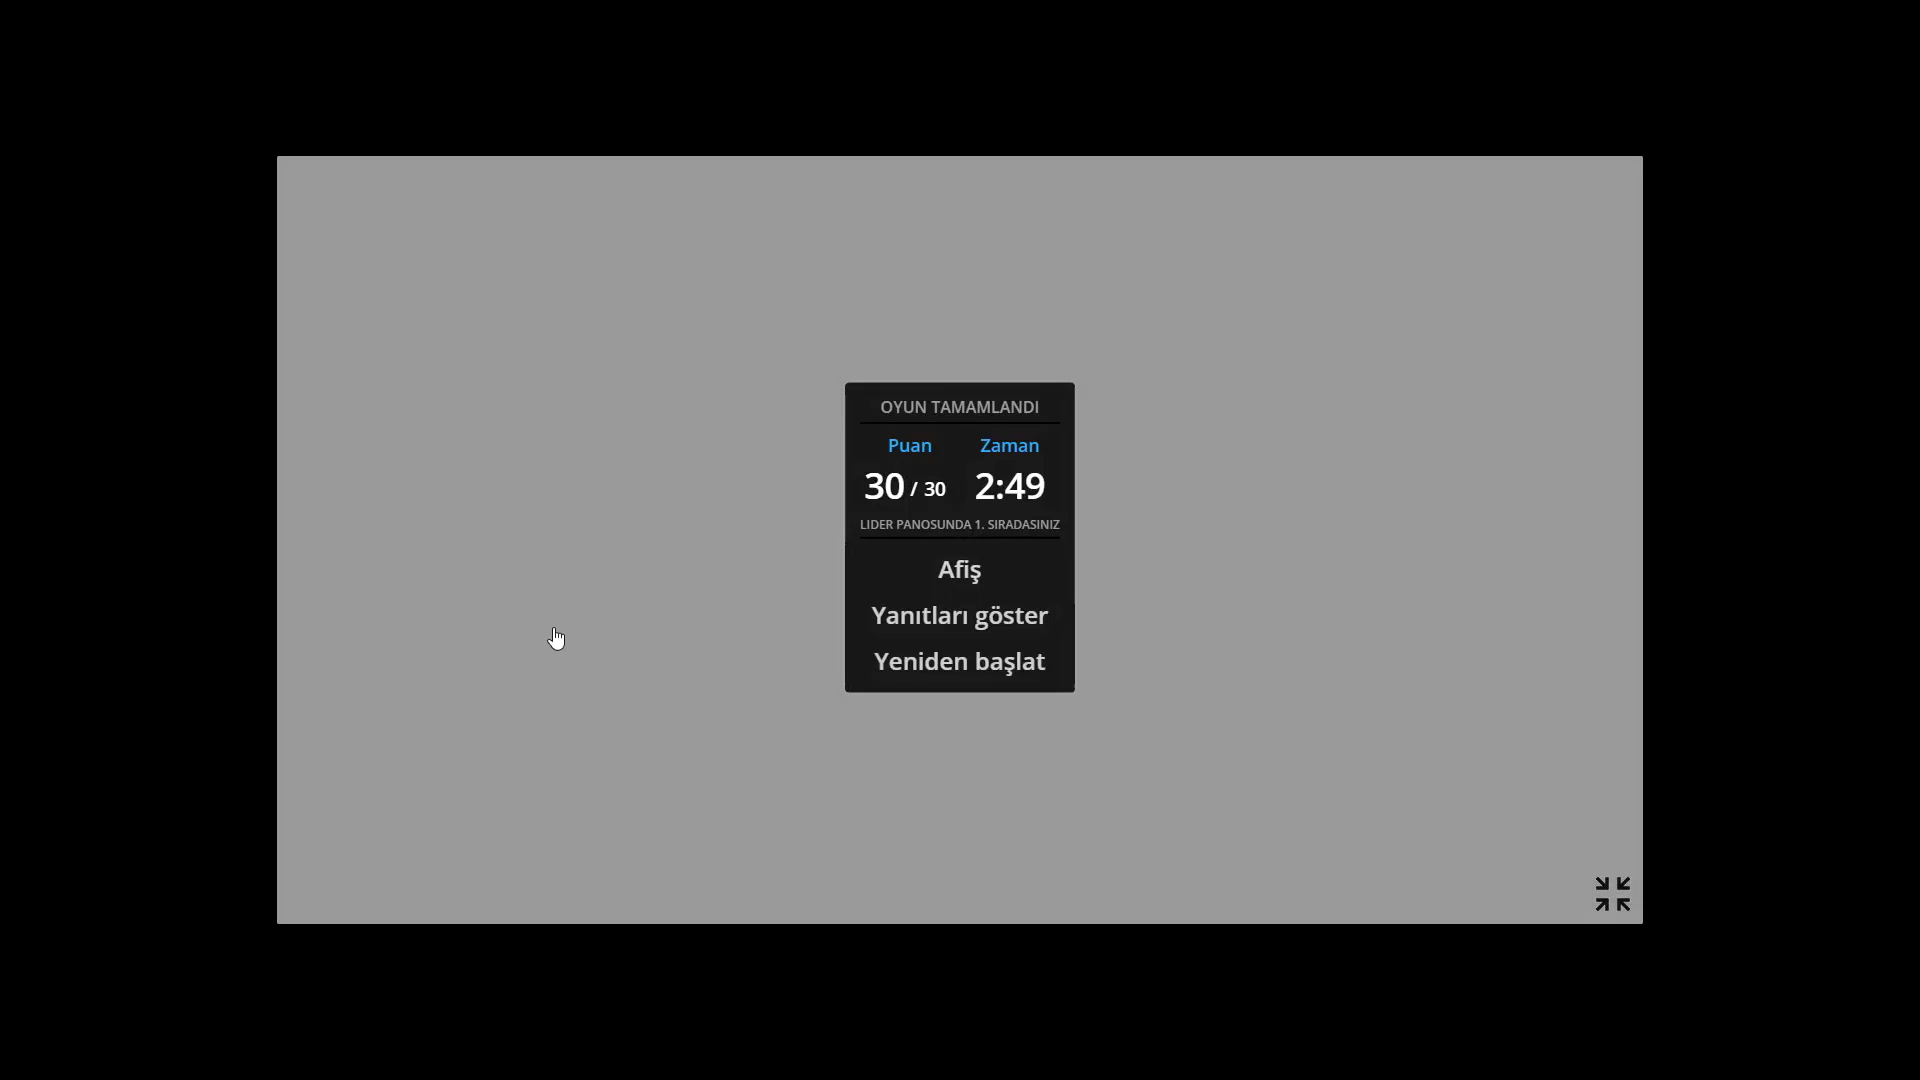 OYUN TAMAMLANDI
Puan Zaman
30 / 30 2:49
LIDER PANOSUNDA 1. SIRADASINIZ
Afiş
Yanıtları göster
Yeniden başlat